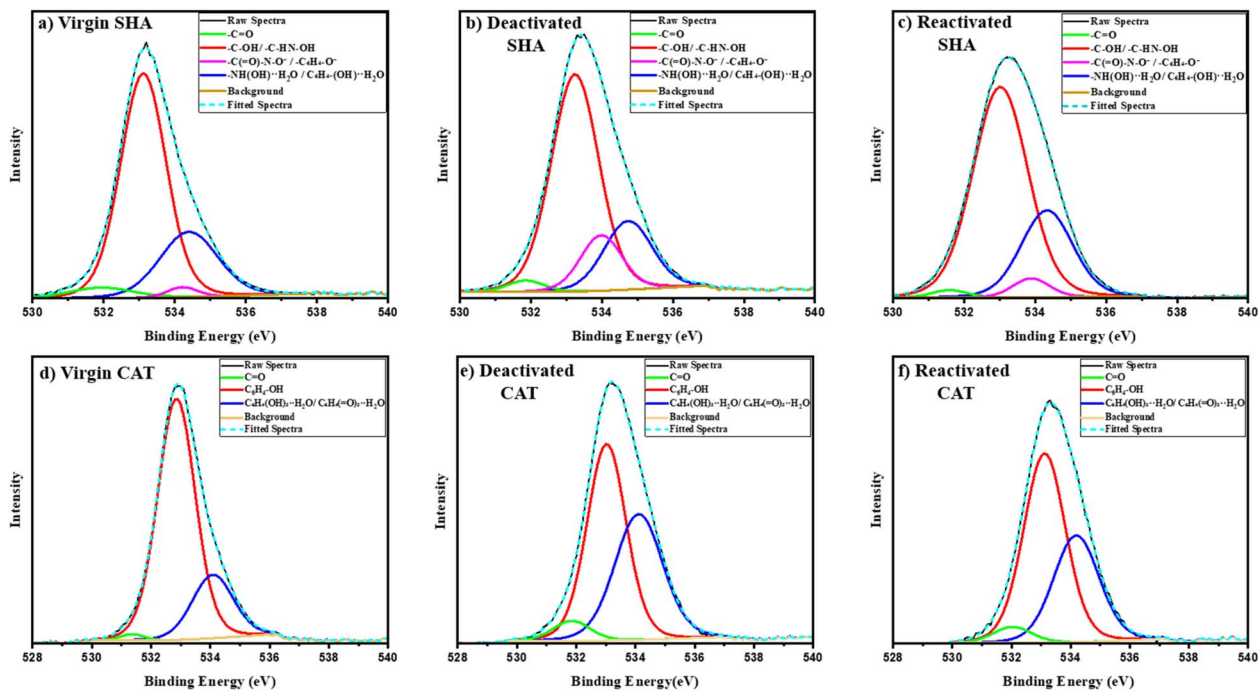 a) Virgin SHA
Raw Spectra
-C=O
-C-OH/ -C-HN-OH
-C(=O)-N-O⁻ / -C₆H₄-O⁻
-NH(OH)··H₂O / C₆H₄-(OH)··H₂O
Background
Fitted Spectra
Intensity
530 532 534 536 538 540
Binding Energy (eV)
b) Deactivated
SHA
Raw Spectra
-C=O
-C-OH/ -C-HN-OH
-C(=O)-N-O⁻ / -C₆H₄-O⁻
-NH(OH)··H₂O/ C₆H₄-(OH)··H₂O
Background
Fitted Spectra
Intensity
530 532 534 536 538 540
Binding Energy (eV)
c) Reactivated
SHA
Raw Spectra
-C=O
-C-OH/ -C-HN-OH
-C(=O)-N-O⁻ / -C₆H₄-O⁻
-NH(OH)··H₂O/ C₆H₄-(OH)··H₂O
Background
Fitted Spectra
Intensity
530 532 534 536 538 540
Binding Energy (eV)
d) Virgin CAT
Raw Spectra
C=O
C₆H₄-OH
C₆H₄(OH)₂··H₂O/ C₆H₄(=O)₂··H₂O
Background
Fitted Spectra
Intensity
528 530 532 534 536 538 540
Binding Energy (eV)
e) Deactivated
CAT
Raw Spectra
C=O
C₆H₄-OH
C₆H₄(OH)₂··H₂O/ C₆H₄(=O)₂··H₂O
Background
Fitted Spectra
Intensity
528 530 532 534 536 538 540
Binding Energy(eV)
f) Reactivated
CAT
Raw Spectra
C=O
C₆H₄-OH
C₆H₄(OH)₂··H₂O/ C₆H₄(=O)₂··H₂O
Background
Fitted Spectra
Intensity
528 530 532 534 536 538 540
Binding Energy (eV)